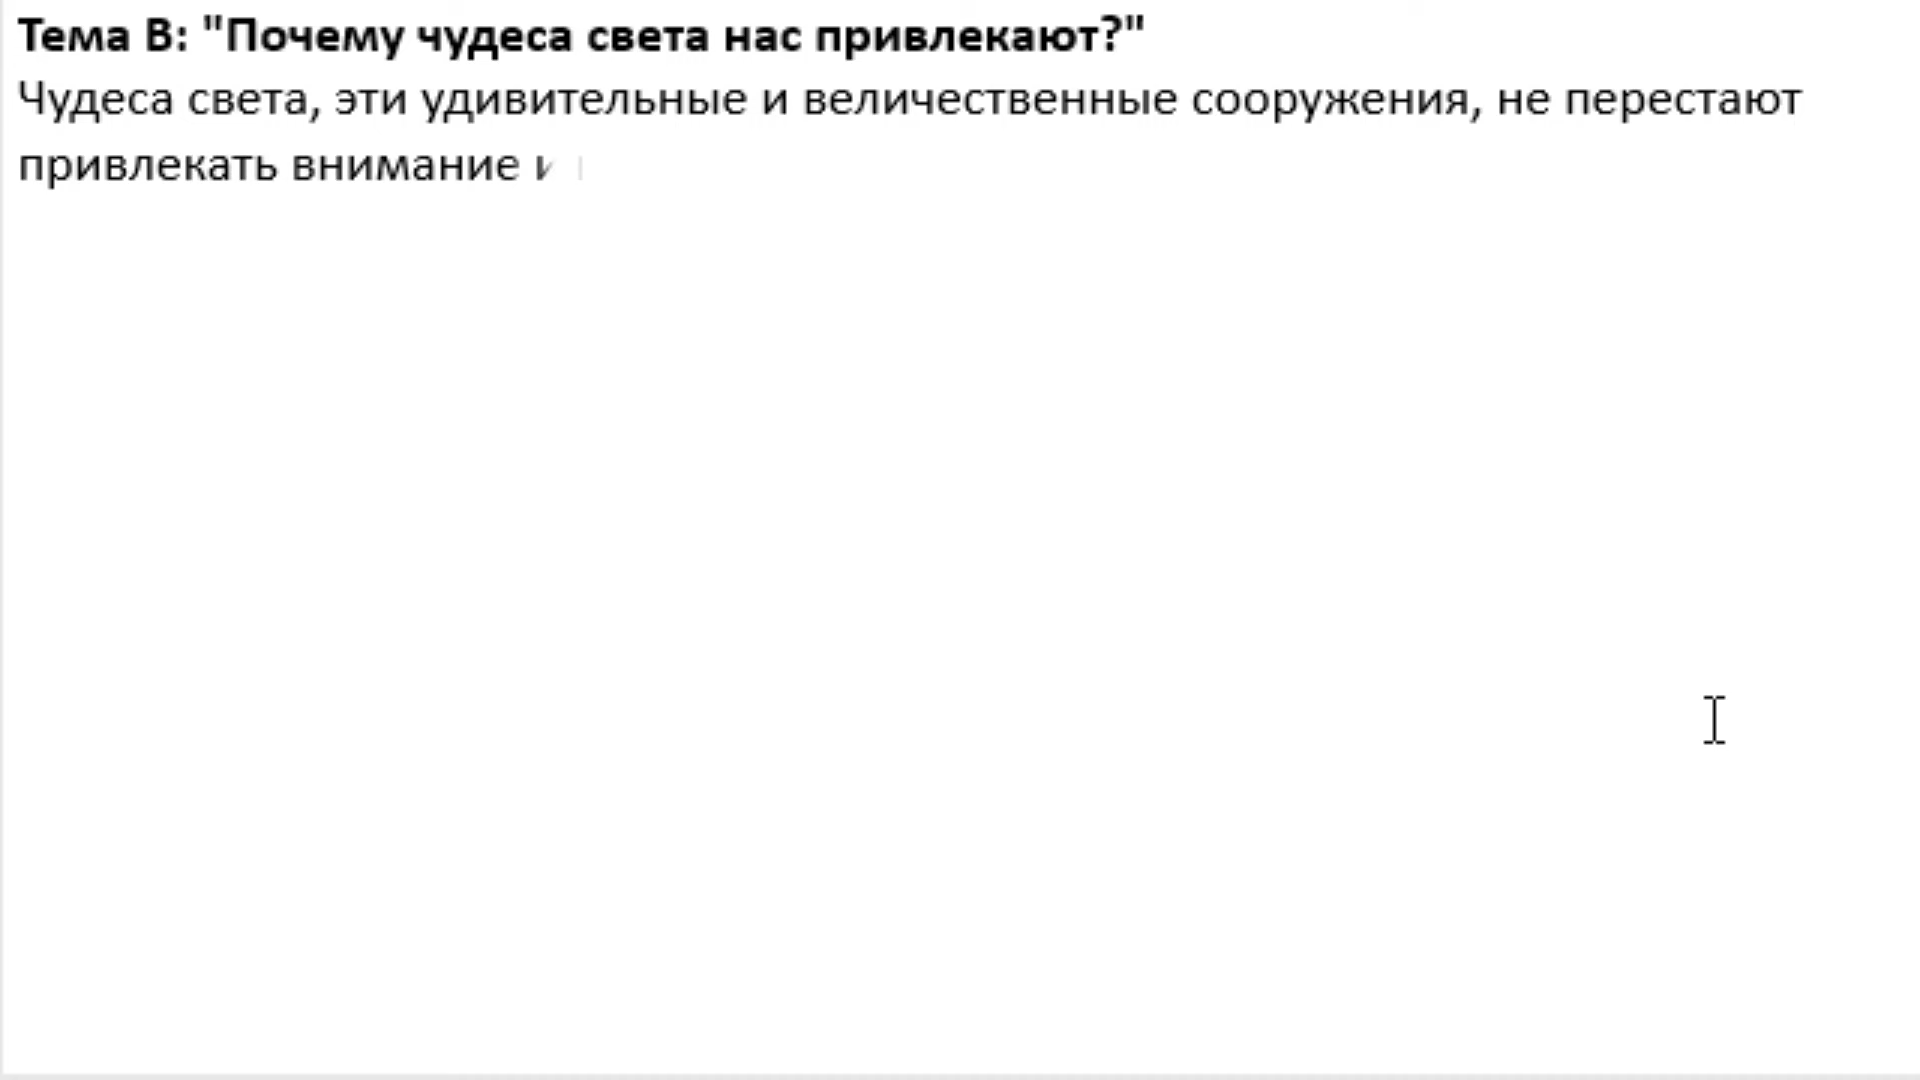 Тема B: "Почему чудеса света нас привлекают?"
Чудеса света, эти удивительные и величественные сооружения, не перестают
привлекать внимание и